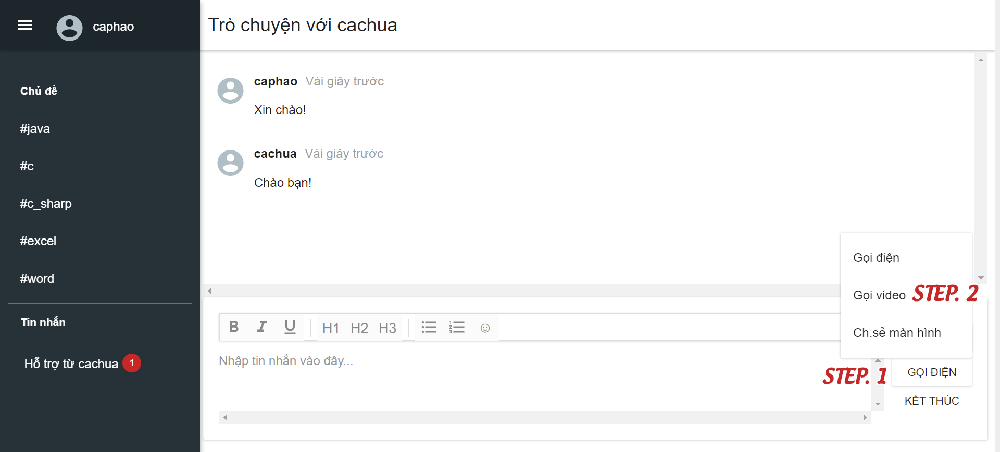 caphao
Trò chuyện với cachua
Chủ đề
#java
#c
#c_sharp
#excel
#word
Tin nhắn
Hỗ trợ từ cachua 1
caphao Vài giây trước
Xin chào!
cachua Vài giây trước
Chào bạn!
Gọi điện
Gọi video STEP. 2
Ch.sẻ màn hình
B I U H1 H2 H3
Nhập tin nhắn vào đây...
STEP. 1 GỌI ĐIỆN
KẾT THÚC